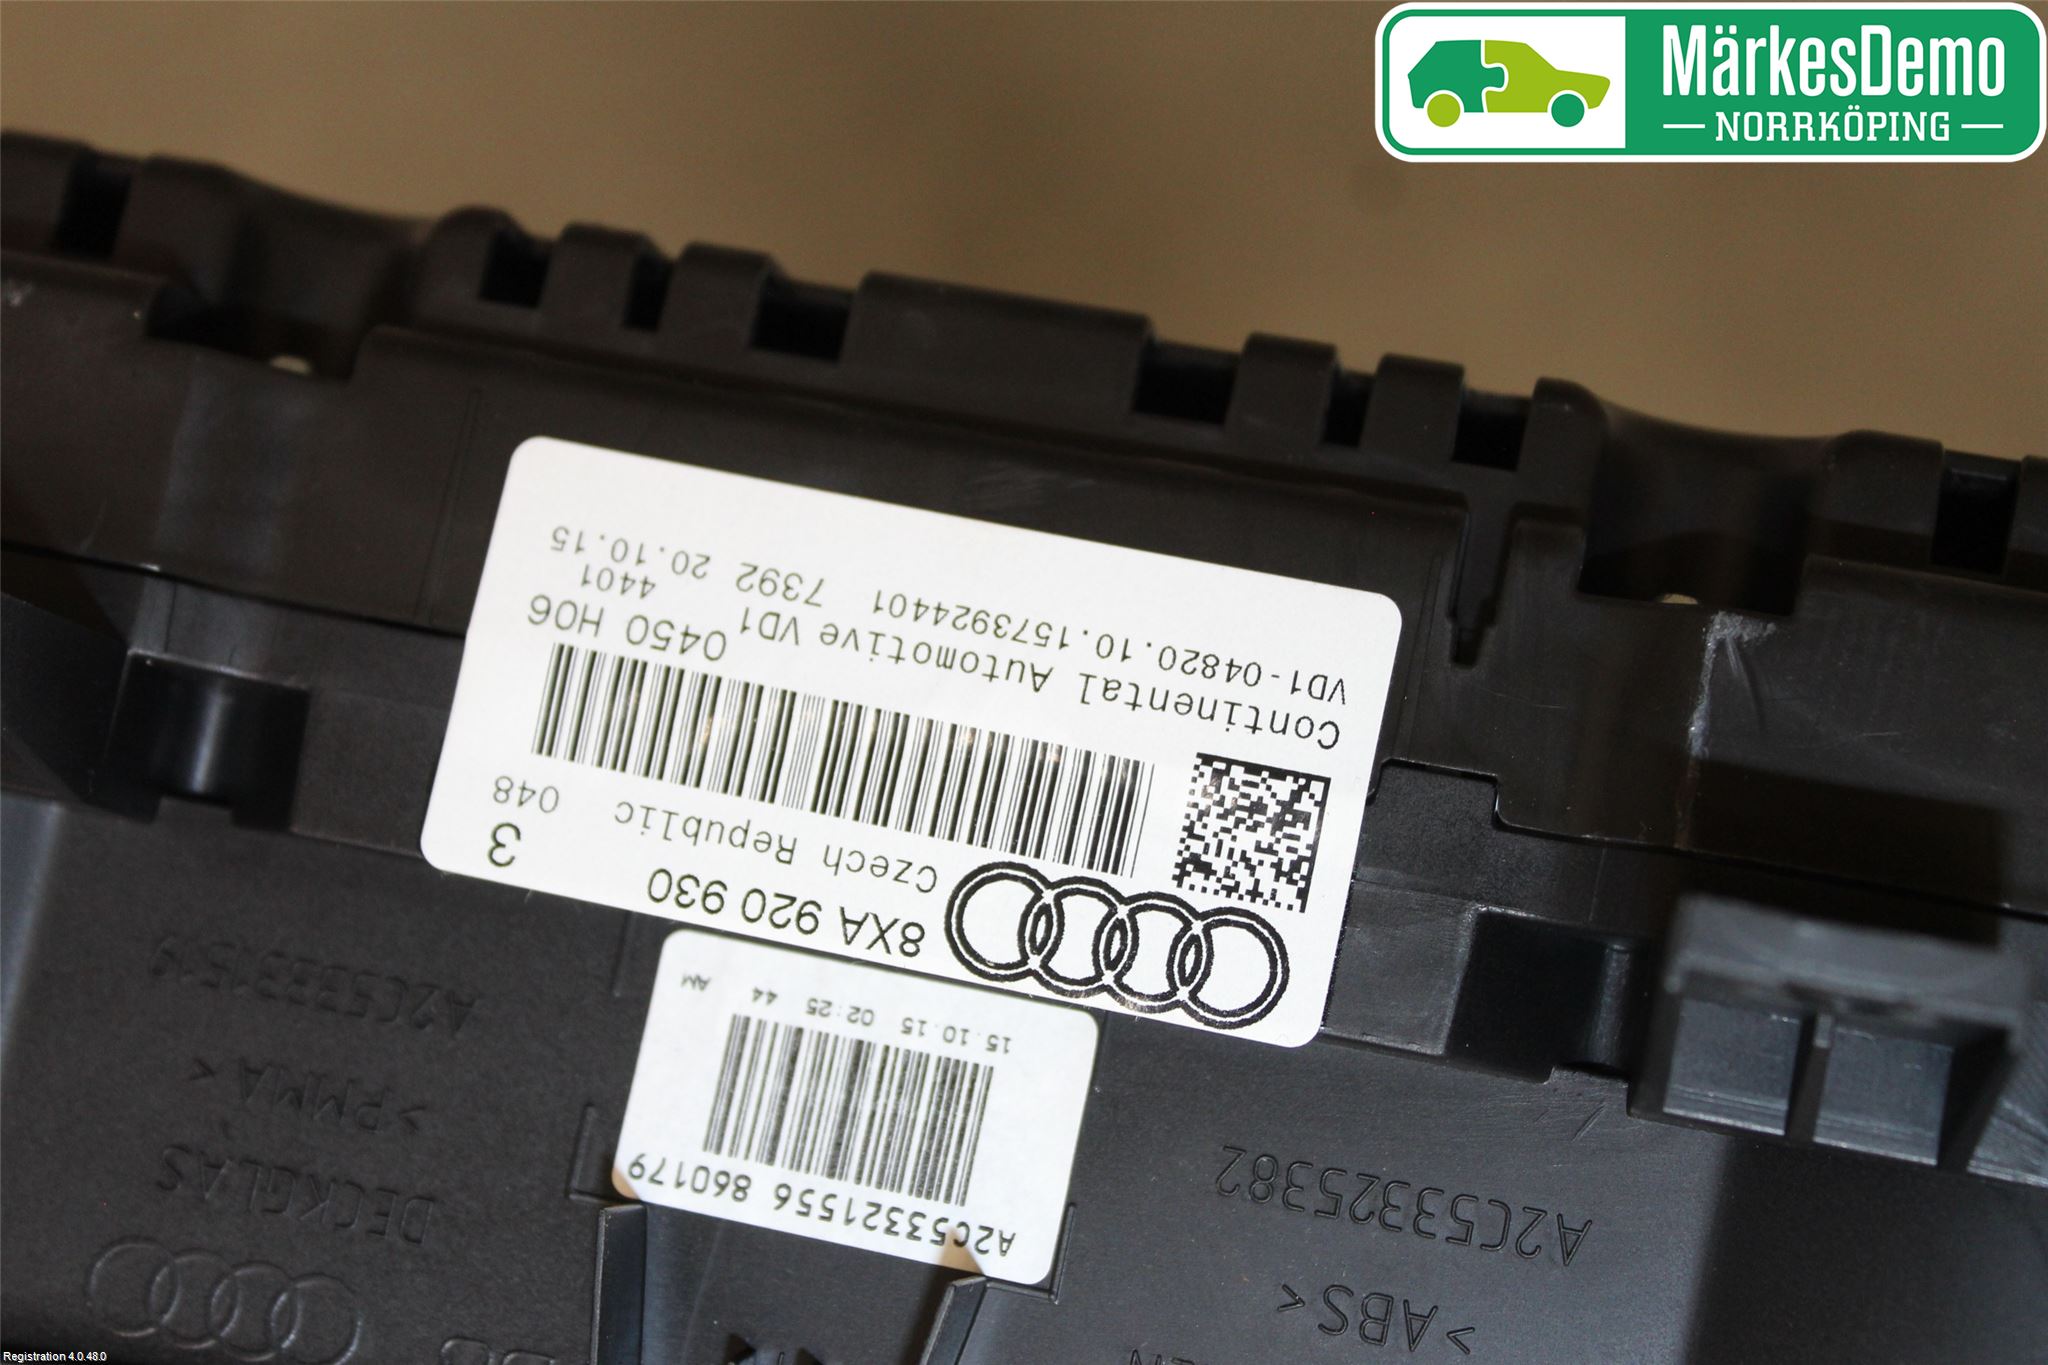 MärkesDemo
NORRKÖPING
8XA 920 930 3
Czech Republic 048
0450 H06
Continental Automotive VD1 4401
VD1-04820.10.1573924401 7392 20.10.15
A2C53321556 860179
15.10.15 02:25 44 AM
A2C53325382
>ABS<
DECKGLAS
>PMMA<
A2C53331519
Registration 4.0.48.0